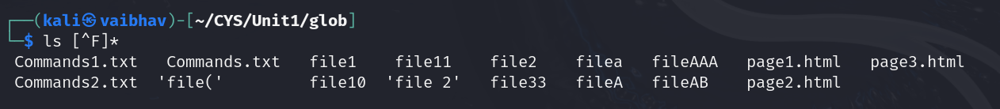 ┌──(kali㉿vaibhav)-[~/CYS/Unit1/glob]
└─$ ls [^F]*
Commands1.txt   Commands.txt   file1    file11   file2    filea   fileAAA   page1.html   page3.html
Commands2.txt  'file('         file10  'file 2'  file33   fileA   fileAB    page2.html